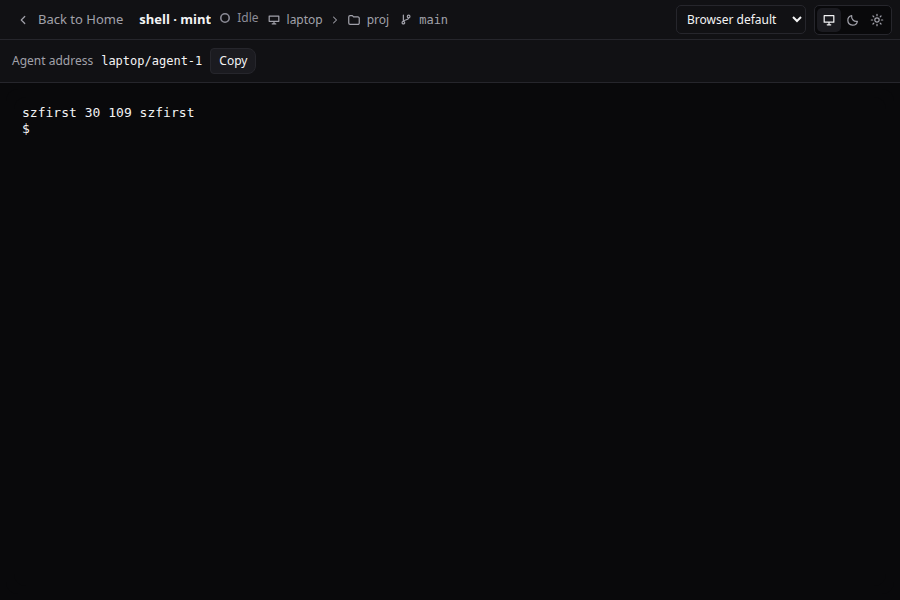 Back to Home shell · mint Idle laptop proj main Browser default
Agent address laptop/agent-1 Copy
szfirst 30 109 szfirst
$